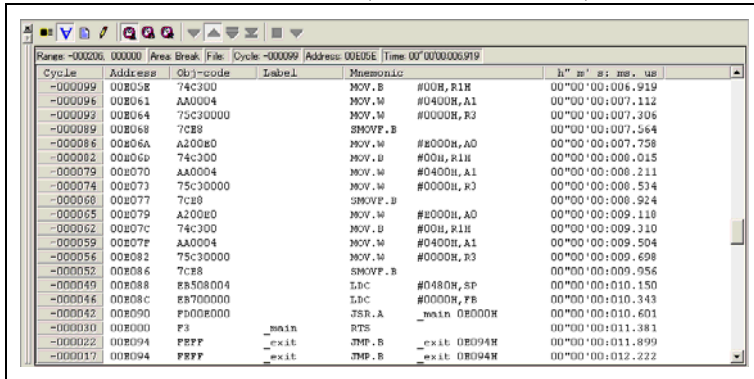 Range: -000206, 000000 Area: Break File: Cycle: -000099 Address: 00E05E Time: 00"00'00:006.919
Cycle Address Obj-code Label Mnemonic h" m' s: ms. us
-000099 00E05E 74C300 MOV.B #00H,R1H 00"00'00:006.919
-000096 00E061 AA0004 MOV.W #0400H,A1 00"00'00:007.112
-000093 00E064 75C30000 MOV.W #0000H,R3 00"00'00:007.306
-000089 00E068 7CE8 SMOVF.B 00"00'00:007.564
-000086 00E06A A200E0 MOV.W #E000H,A0 00"00'00:007.758
-000082 00E06D 74C300 MOV.B #00H,R1H 00"00'00:008.015
-000079 00E070 AA0004 MOV.W #0400H,A1 00"00'00:008.211
-000074 00E073 75C30000 MOV.W #0000H,R3 00"00'00:008.534
-000068 00E077 7CE8 SMOVF.B 00"00'00:008.924
-000065 00E079 A200E0 MOV.W #E000H,A0 00"00'00:009.118
-000062 00E07C 74C300 MOV.B #00H,R1H 00"00'00:009.310
-000059 00E07F AA0004 MOV.W #0400H,A1 00"00'00:009.504
-000056 00E082 75C30000 MOV.W #0000H,R3 00"00'00:009.698
-000052 00E086 7CE8 SMOVF.B 00"00'00:009.956
-000049 00E088 EB508004 LDC #0480H,SP 00"00'00:010.150
-000046 00E08C EB700000 LDC #0000H,FB 00"00'00:010.343
-000042 00E090 FD00E000 JSR.A _main 0E000H 00"00'00:010.601
-000030 00E000 F3 _main RTS 00"00'00:011.381
-000022 00E094 FEFF _exit JMP.B _exit 0E094H 00"00'00:011.899
-000017 00E094 FEFF _exit JMP.B _exit 0E094H 00"00'00:012.222